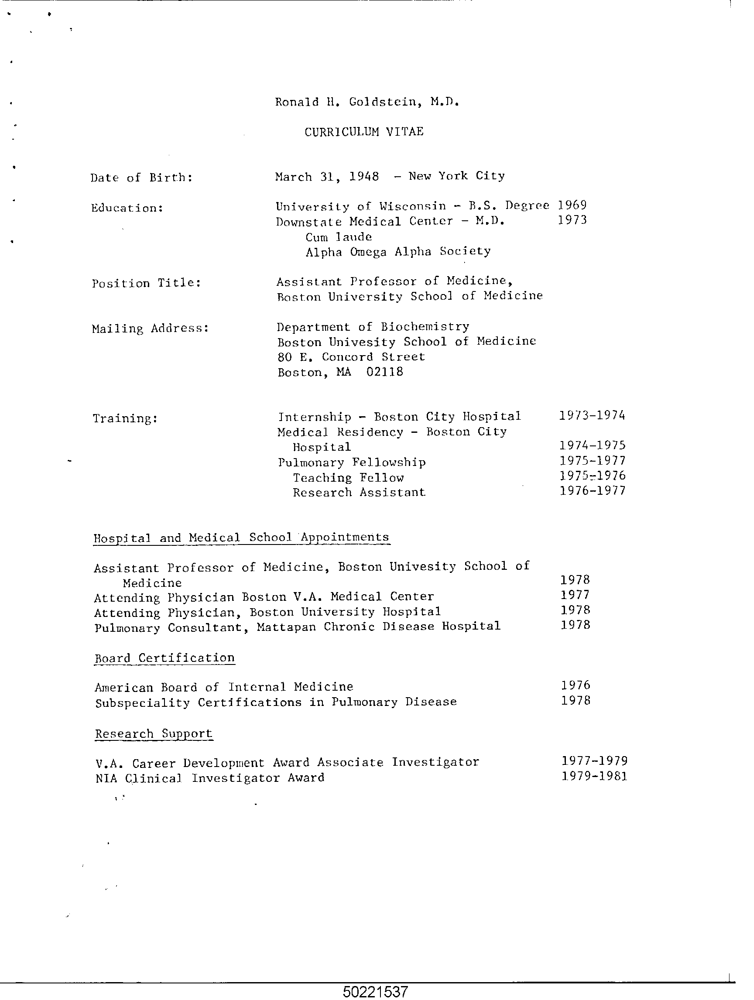 Ronald H. Goldstein, M.D.
CURRICULUM VITAE
Date of Birth: March 31, 1948 - New York City
Education: University of Wisconsin - B.S. Degree 1969
Downstate Medical Center - M.D. 1973
Cum laude
Alpha Omega Alpha Society
Position Title: Assistant Professor of Medicine,
Boston University School of Medicine
Mailing Address: Department of Biochemistry
Boston Univesity School of Medicine
80 E. Concord Street
Boston, MA 02118
Training: Internship - Boston City Hospital 1973-1974
Medical Residency - Boston City
Hospital 1974-1975
Pulmonary Fellowship 1975-1977
Teaching Fellow 1975-1976
Research Assistant 1976-1977
Hospital and Medical School Appointments
Assistant Professor of Medicine, Boston Univesity School of
Medicine 1978
Attending Physician Boston V.A. Medical Center 1977
Attending Physician, Boston University Hospital 1978
Pulmonary Consultant, Mattapan Chronic Disease Hospital 1978
Board Certification
American Board of Internal Medicine 1976
Subspeciality Certifications in Pulmonary Disease 1978
Research Support
V.A. Career Development Award Associate Investigator 1977-1979
NIA Clinical Investigator Award 1979-1981
50221537